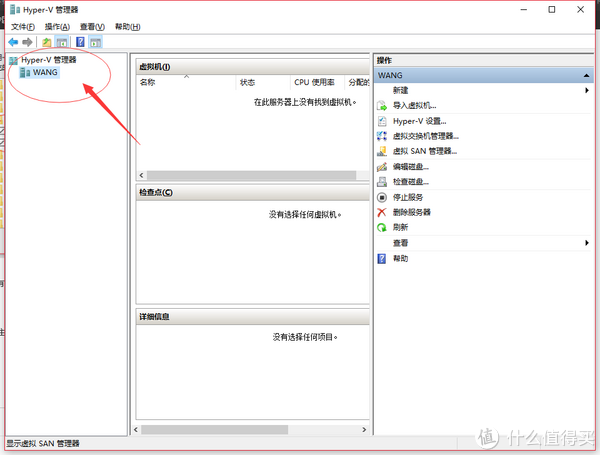 Hyper-V 管理器
文件(F) 操作(A) 查看(V) 帮助(H)
Hyper-V 管理器
WANG
虚拟机(I)
名称 状态 CPU 使用率 分配的
在此服务器上没有找到虚拟机。
检查点(C)
没有选择任何虚拟机。
详细信息
没有选择任何项目。
操作
WANG
新建
导入虚拟机...
Hyper-V 设置...
虚拟交换机管理器...
虚拟 SAN 管理器...
编辑磁盘...
检查磁盘...
停止服务
删除服务器
刷新
查看
帮助
显示虚拟 SAN 管理器
值 什么值得买